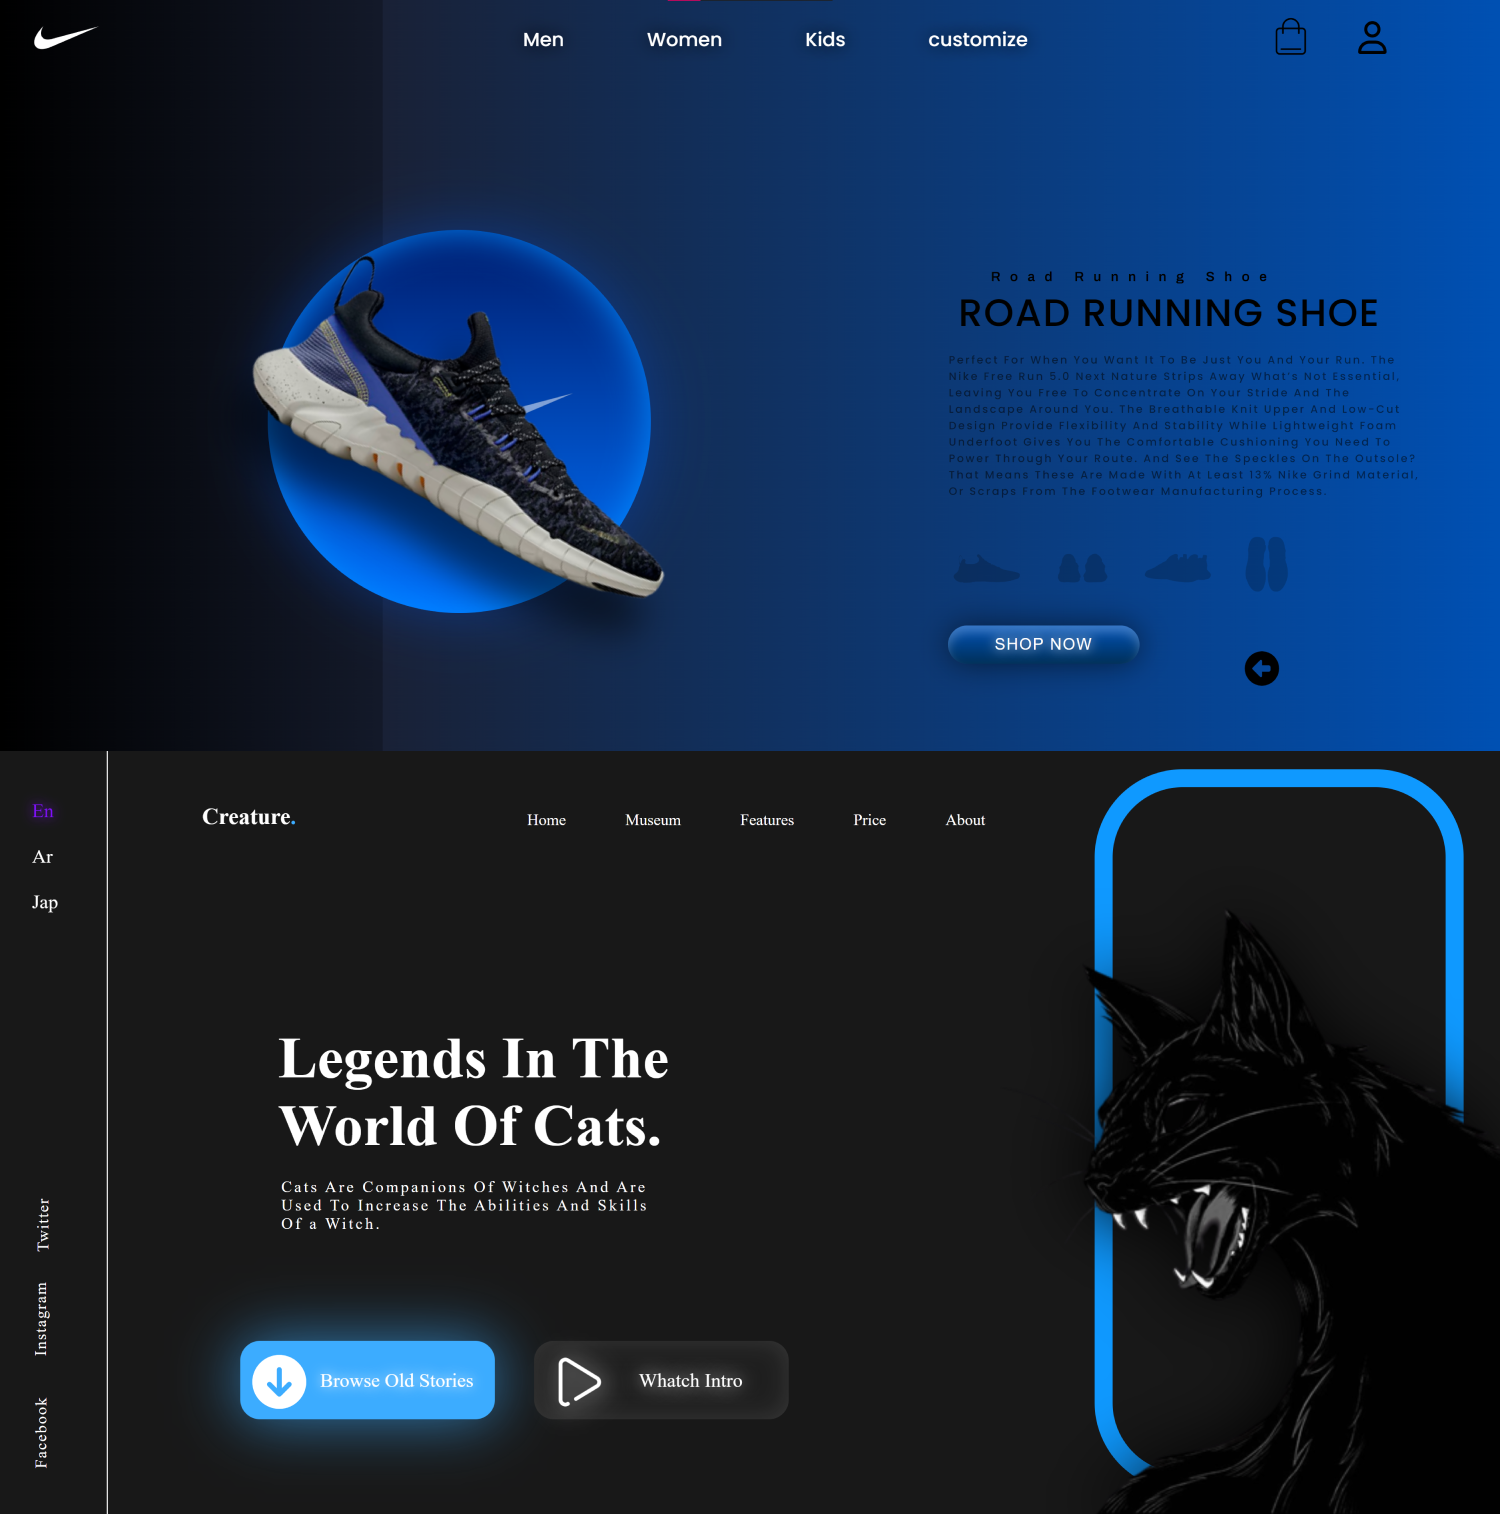 Men Women Kids customize
Road Running Shoe
ROAD RUNNING SHOE
Perfect For When You Want It To Be Just You And Your Run. The
Nike Free Run 5.0 Next Nature Strips Away What's Not Essential,
Leaving You Free To Concentrate On Your Stride And The
Landscape Around You. The Breathable Knit Upper And Low-Cut
Design Provide Flexibility And Stability While Lightweight Foam
Underfoot Gives You The Comfortable Cushioning You Need To
Power Through Your Route. And See The Speckles On The Outsole?
That Means These Are Made With At Least 13% Nike Grind Material,
Or Scraps From The Footwear Manufacturing Process.
SHOP NOW
En
Ar
Jap
Creature.
Home Museum Features Price About
Legends In The
World Of Cats.
Cats Are Companions Of Witches And Are
Used To Increase The Abilities And Skills
Of a Witch.
Twitter
Instagram
Facebook
Browse Old Stories
Whatch Intro